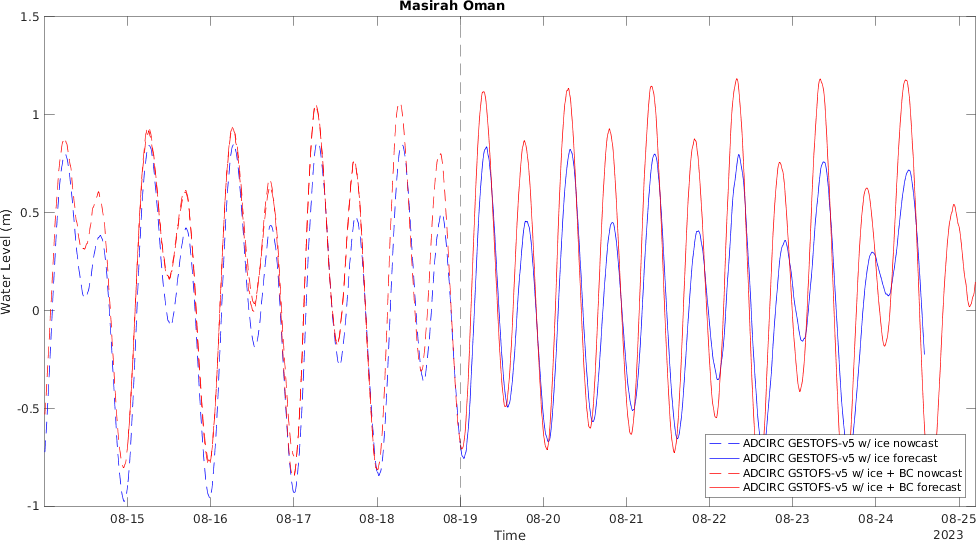 Masirah Oman
1.5
1
0.5
0
-0.5
-1
Water Level (m)
ADCIRC GESTOFS-v5 w/ ice nowcast
ADCIRC GESTOFS-v5 w/ ice forecast
ADCIRC GSTOFS-v5 w/ ice + BC nowcast
ADCIRC GSTOFS-v5 w/ ice + BC forecast
08-15 08-16 08-17 08-18 08-19 08-20 08-21 08-22 08-23 08-24 08-25
Time
2023